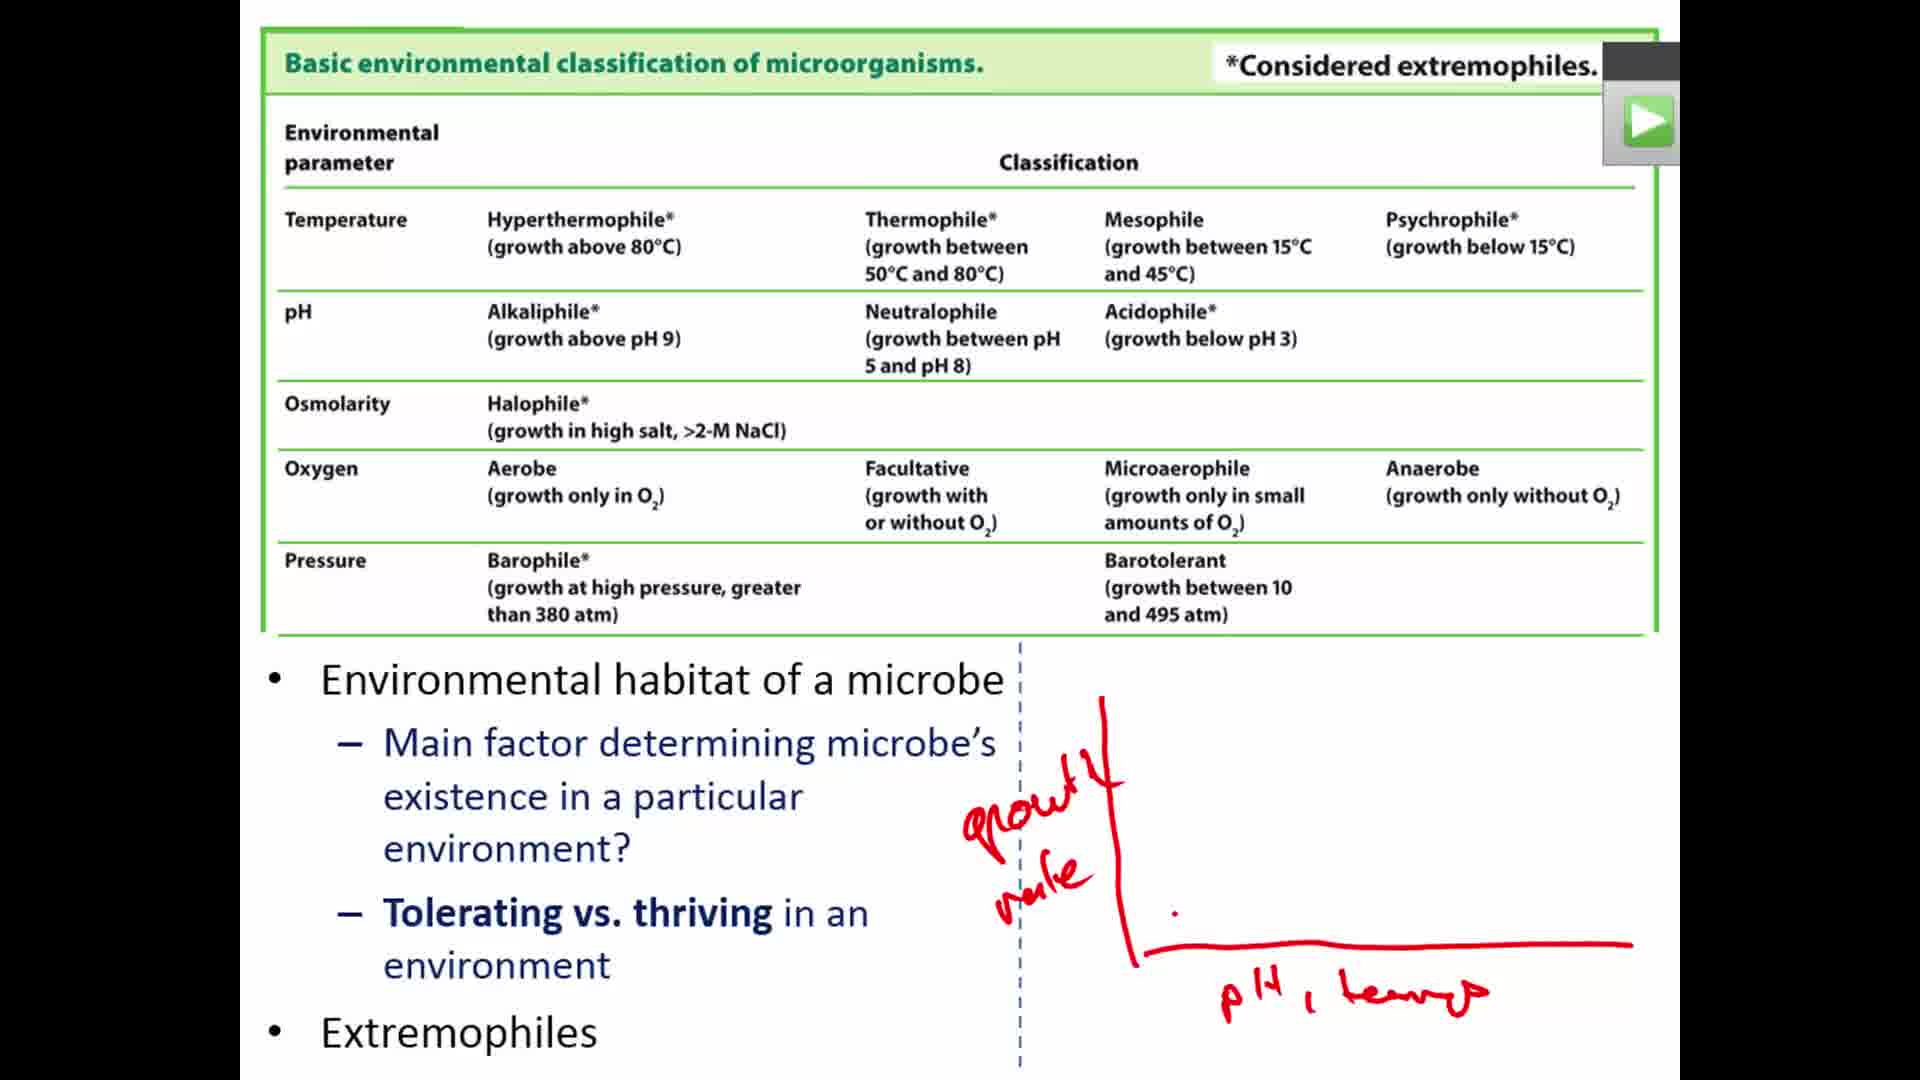 Basic environmental classification of microorganisms.
*Considered extremophiles.
Environmental
parameter
Classification
Temperature
Hyperthermophile*
(growth above 80°C)
Thermophile*
(growth between
50°C and 80°C)
Mesophile
(growth between 15°C
and 45°C)
Psychrophile*
(growth below 15°C)
pH
Alkaliphile*
(growth above pH 9)
Neutralophile
(growth between pH
5 and pH 8)
Acidophile*
(growth below pH 3)
Osmolarity
Halophile*
(growth in high salt, >2-M NaCl)
Oxygen
Aerobe
(growth only in O₂)
Facultative
(growth with
or without O₂)
Microaerophile
(growth only in small
amounts of O₂)
Anaerobe
(growth only without O₂)
Pressure
Barophile*
(growth at high pressure, greater
than 380 atm)
Barotolerant
(growth between 10
and 495 atm)
• Environmental habitat of a microbe
– Main factor determining microbe’s
existence in a particular
environment?
– Tolerating vs. thriving in an
environment
• Extremophiles
growth
rate
pH, temp